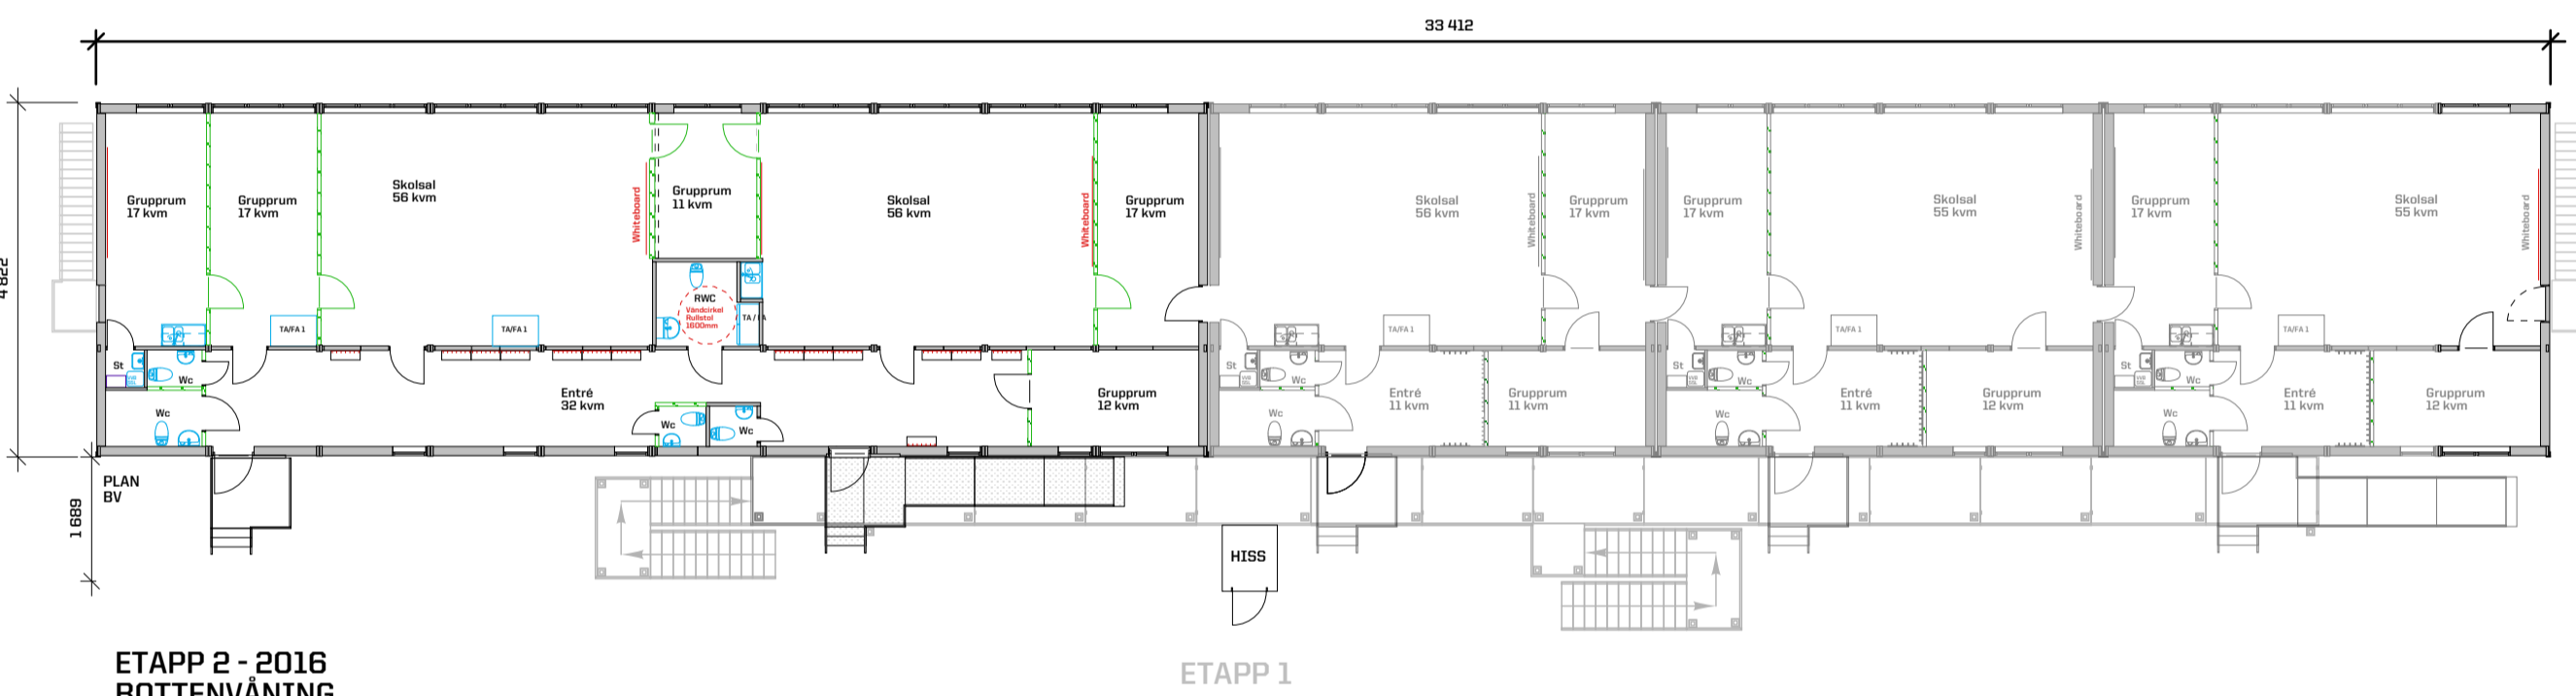 33 412
4 822
1 689
Grupprum
17 kvm
Grupprum
17 kvm
Skolsal
56 kvm
Whiteboard
Grupprum
11 kvm
Skolsal
56 kvm
Whiteboard
Grupprum
17 kvm
Skolsal
56 kvm
Whiteboard
Grupprum
17 kvm
Grupprum
17 kvm
Skolsal
55 kvm
Whiteboard
Grupprum
17 kvm
Skolsal
55 kvm
Whiteboard
TA/FA 1
TA/FA 1
RWC
Vändcirkel
Rullstol
1600mm
TA/FA 1
TA/FA 1
TA/FA 1
St
Wc
Wc
Entré
32 kvm
Wc
Wc
Grupprum
12 kvm
St
Wc
Wc
Entré
11 kvm
Grupprum
11 kvm
St
Wc
Wc
Entré
11 kvm
Grupprum
12 kvm
St
Wc
Wc
Entré
11 kvm
Grupprum
12 kvm
PLAN
BV
HISS
ETAPP 2 - 2016
BOTTENVÅNING
ETAPP 1